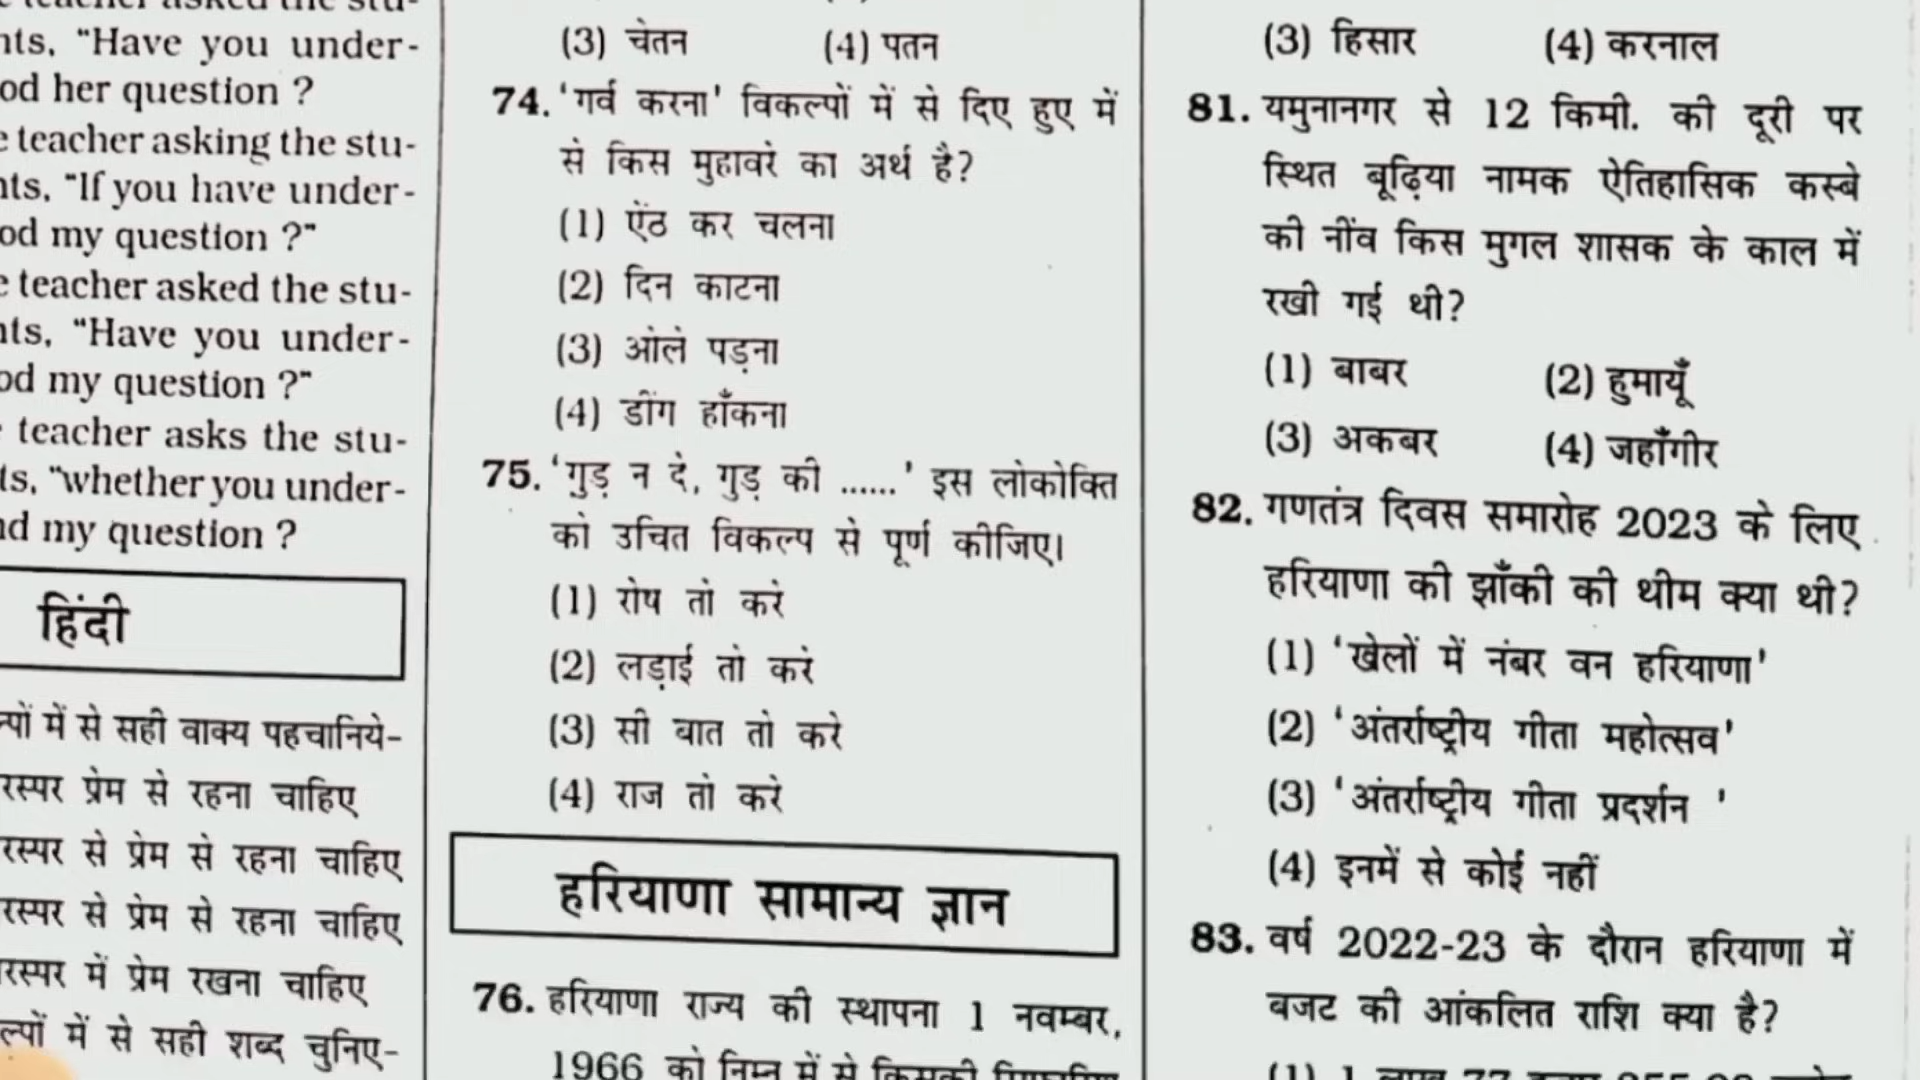 nts, "Have you under-
od her question ?
e teacher asking the stu-
nts, "If you have under-
od my question ?"
e teacher asked the stu-
nts, "Have you under-
od my question ?"
teacher asks the stu-
ts, "whether you under-
nd my question ?
हिंदी
में से सही वाक्य पहचानिये-
रस्पर प्रेम से रहना चाहिए
रस्पर से प्रेम से रहना चाहिए
रस्पर से प्रेम से रहना चाहिए
रस्पर में प्रेम रखना चाहिए
ल्पों में से सही शब्द चुनिए-
(3) चेतन (4) पतन
74. 'गर्व करना' विकल्पों में से दिए हुए में
से किस मुहावरे का अर्थ है?
(1) ऐंठ कर चलना
(2) दिन काटना
(3) ओले पड़ना
(4) डींग हाँकना
75. 'गुड़ न दे, गुड़ की ......' इस लोकोक्ति
को उचित विकल्प से पूर्ण कीजिए।
(1) रोष तो करे
(2) लड़ाई तो करे
(3) सी बात तो करे
(4) राज तो करे
हरियाणा सामान्य ज्ञान
76. हरियाणा राज्य की स्थापना 1 नवम्बर,
1966 को निम्न में से किसकी
(3) हिसार (4) करनाल
81. यमुनानगर से 12 किमी. की दूरी पर
स्थित बूढ़िया नामक ऐतिहासिक कस्बे
की नींव किस मुगल शासक के काल में
रखी गई थी?
(1) बाबर (2) हुमायूँ
(3) अकबर (4) जहाँगीर
82. गणतंत्र दिवस समारोह 2023 के लिए
हरियाणा की झाँकी की थीम क्या थी?
(1) 'खेलों में नंबर वन हरियाणा'
(2) 'अंतर्राष्ट्रीय गीता महोत्सव'
(3) 'अंतर्राष्ट्रीय गीता प्रदर्शन '
(4) इनमें से कोई नहीं
83. वर्ष 2022-23 के दौरान हरियाणा में
बजट की आंकलित राशि क्या है?